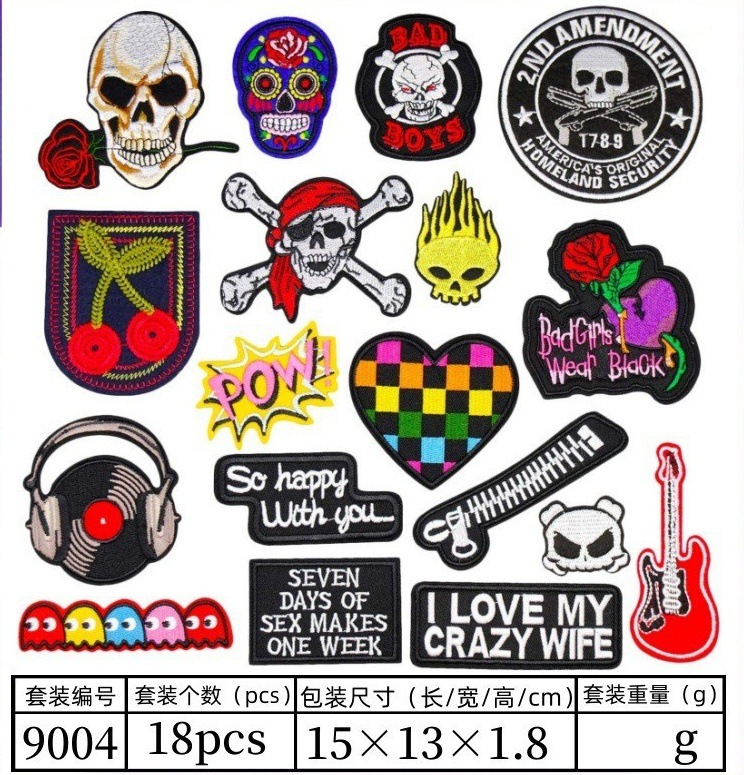 BAD
BOYS
2ND AMENDMENT
1789
AMERICA'S ORIGINAL
HOMELAND SECURITY
Bad Girls
Wear Black
POW!
So happy
With you...
SEVEN
DAYS OF
SEX MAKES
ONE WEEK
I LOVE MY
CRAZY WIFE
套装编号 套装个数（pcs） 包装尺寸（长/宽/高/cm） 套装重量（g）
9004 18pcs 15×13×1.8 g